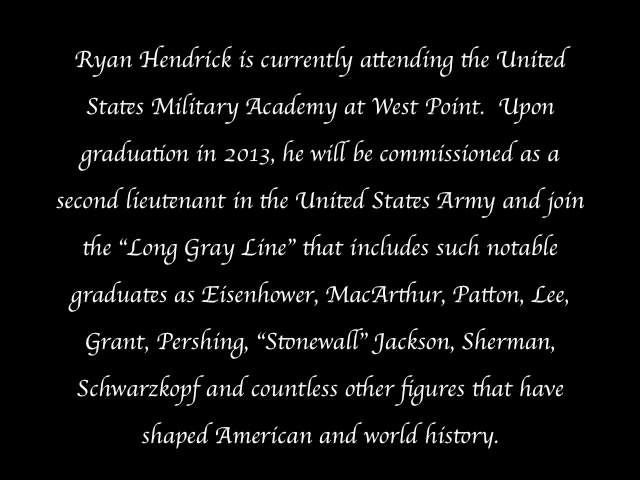 Ryan Hendrick is currently attending the United
States Military Academy at West Point.  Upon
graduation in 2013, he will be commissioned as a
second lieutenant in the United States Army and join
the “Long Gray Line” that includes such notable
graduates as Eisenhower, MacArthur, Patton, Lee,
Grant, Pershing, “Stonewall” Jackson, Sherman,
Schwarzkopf and countless other figures that have
shaped American and world history.